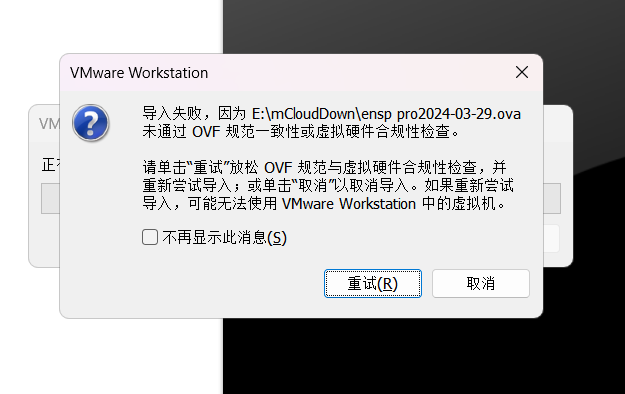 VMware Workstation
导入失败，因为 E:\mCloudDown\ensp pro2024-03-29.ova
未通过 OVF 规范一致性或虚拟硬件合规性检查。
请单击“重试”放松 OVF 规范与虚拟硬件合规性检查，并
重新尝试导入；或单击“取消”以取消导入。如果重新尝试
导入，可能无法使用 VMware Workstation 中的虚拟机。
不再显示此消息(S)
重试(R)
取消
VM
正